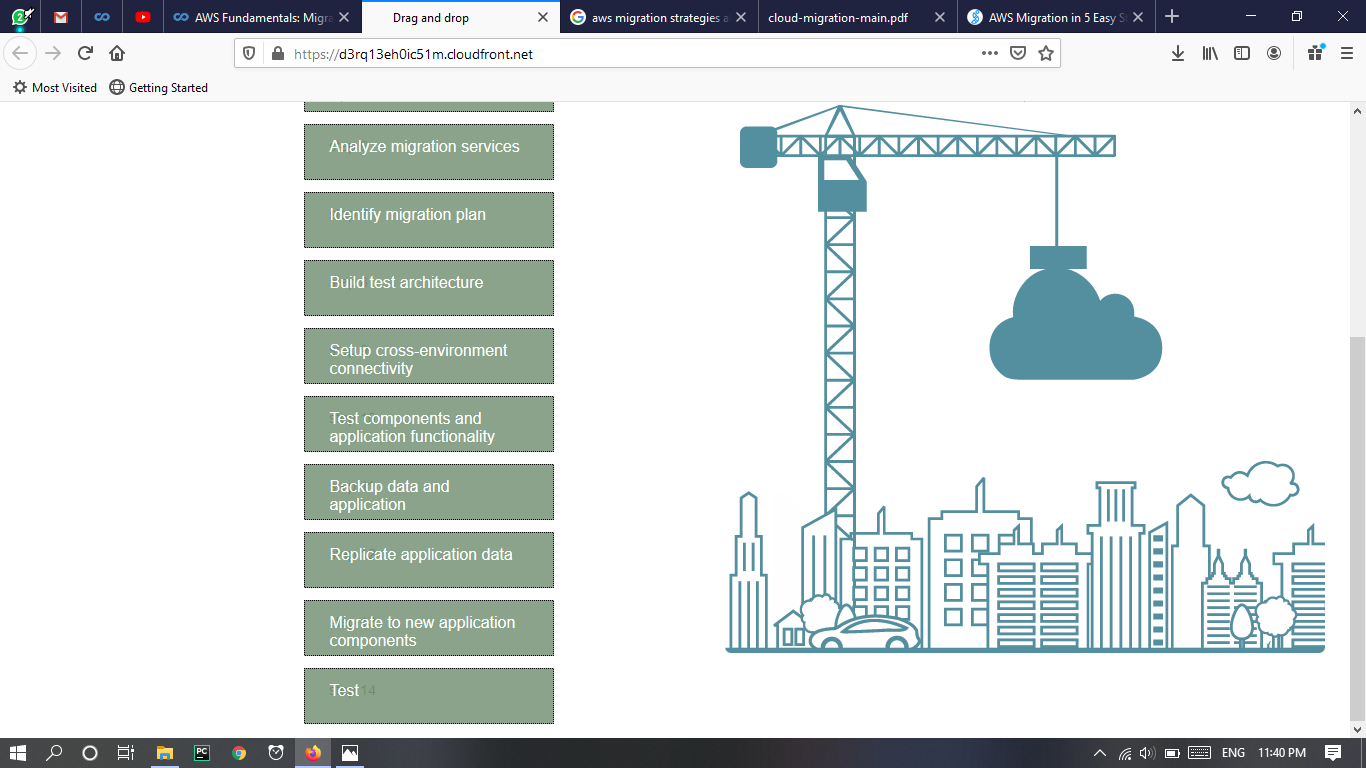 AWS Fundamentals: Migra
Drag and drop
aws migration strategies a
cloud-migration-main.pdf
AWS Migration in 5 Easy S
https://d3rq13eh0ic51m.cloudfront.net
Most Visited
Getting Started
Analyze migration services
Identify migration plan
Build test architecture
Setup cross-environment
connectivity
Test components and
application functionality
Backup data and
application
Replicate application data
Migrate to new application
components
Test 14
PC
ENG
11:40 PM